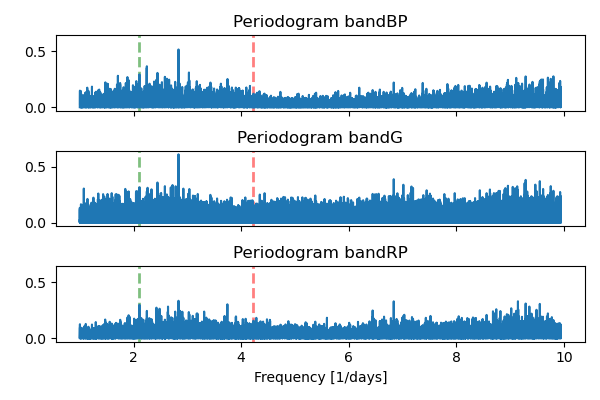 Periodogram bandBP
0.5
0.0
Periodogram bandG
0.5
0.0
Periodogram bandRP
0.5
0.0
2 4 6 8 10
Frequency [1/days]